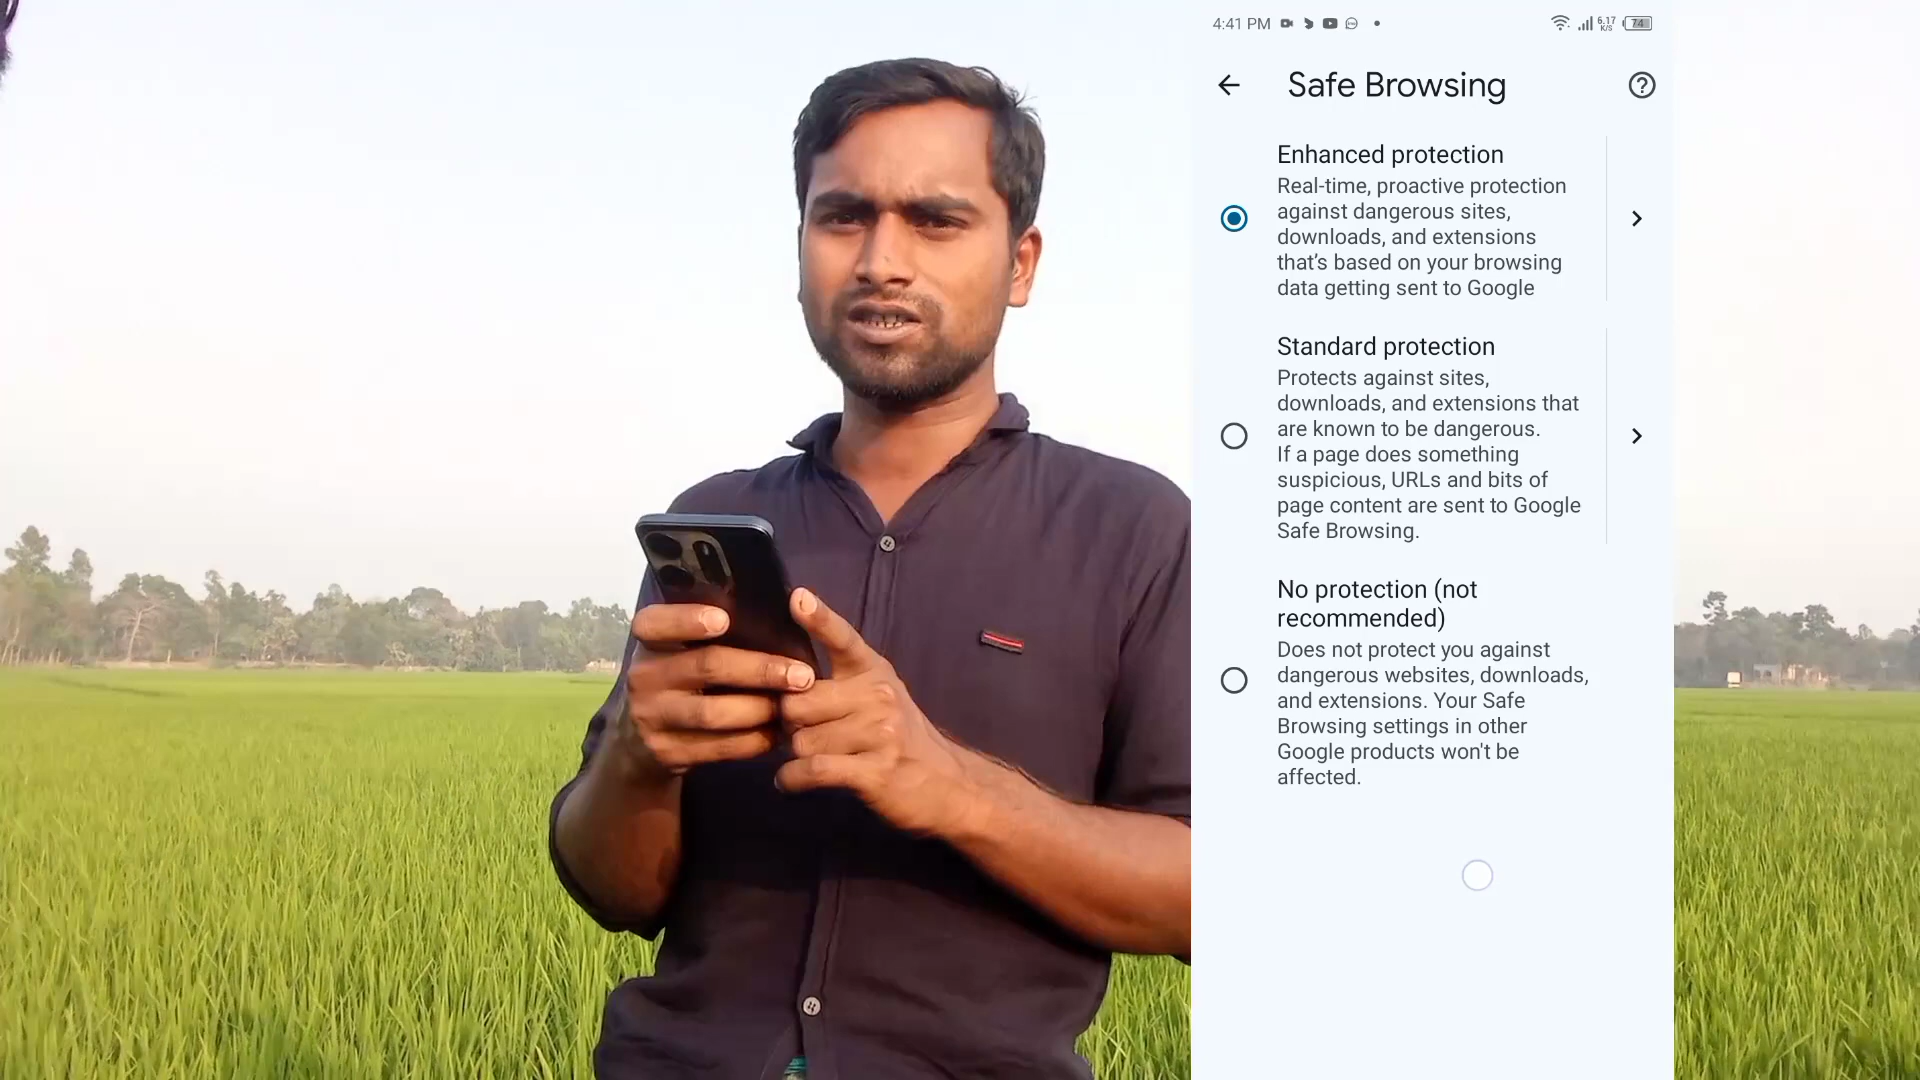 4:41 PM
6.17
K/S
74
Safe Browsing
Enhanced protection
Real-time, proactive protection
against dangerous sites,
downloads, and extensions
that’s based on your browsing
data getting sent to Google
Standard protection
Protects against sites,
downloads, and extensions that
are known to be dangerous.
If a page does something
suspicious, URLs and bits of
page content are sent to Google
Safe Browsing.
No protection (not
recommended)
Does not protect you against
dangerous websites, downloads,
and extensions. Your Safe
Browsing settings in other
Google products won't be
affected.